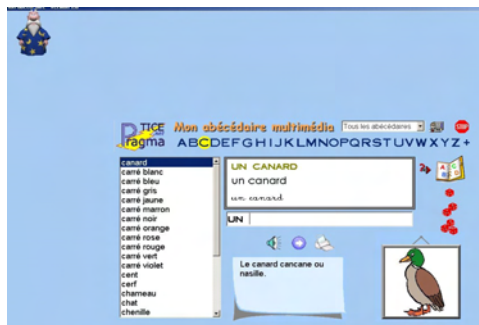 TICE
Pragma
Mon abécédaire multimédia
Tous les abécédaires
STOP
ABCDEFGHIJKLMNOPQRSTUVWXYZ+
canard
carré blanc
carré bleu
carré gris
carré jaune
carré marron
carré noir
carré orange
carré rose
carré rouge
carré vert
carré violet
cent
cerf
chameau
chat
chenille
UN CANARD
un canard
un canard
UN
Le canard cancane ou
nasille.